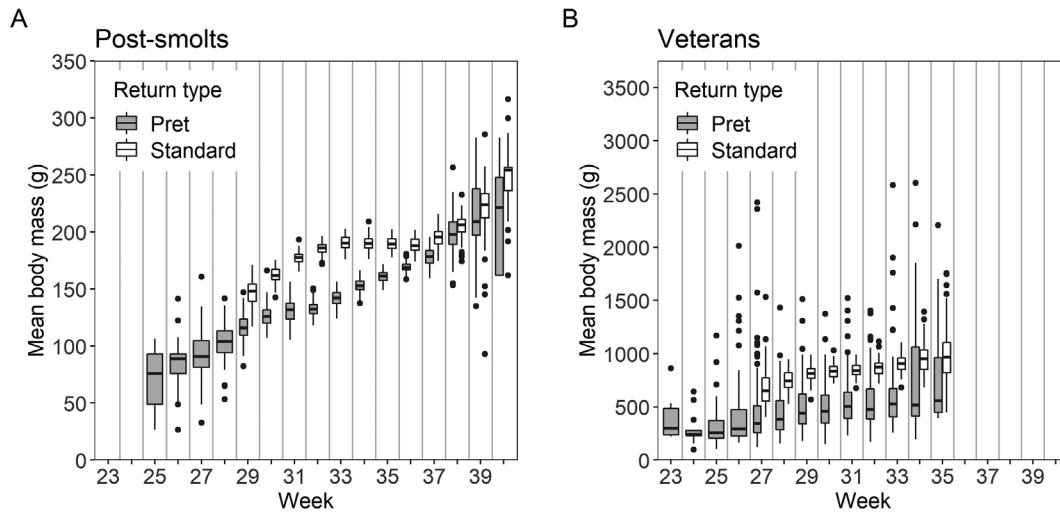 A
Post-smolts
Return type
Pret
Standard
Mean body mass (g)
350
300
250
200
150
100
50
0
23 25 27 29 31 33 35 37 39
Week
B
Veterans
Return type
Pret
Standard
Mean body mass (g)
3500
3000
2500
2000
1500
1000
500
0
23 25 27 29 31 33 35 37 39
Week